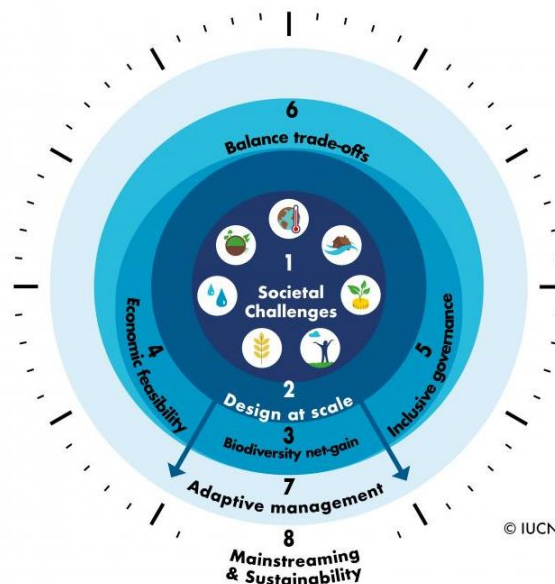 6
Balance trade-offs
1
Societal
Challenges
4
Economic feasibility
5
Inclusive governance
2
Design at scale
3
Biodiversity net-gain
7
Adaptive management
8
Mainstreaming
& Sustainability
© IUCN